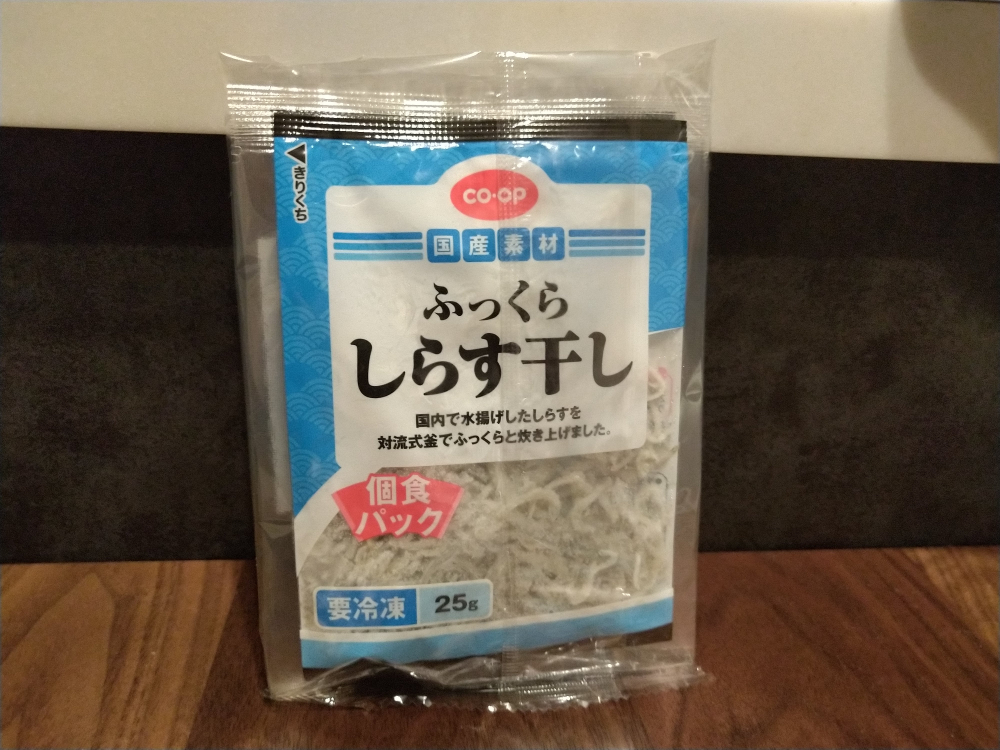 きりくち
CO·OP
国産素材
ふっくら
しらす干し
国内で水揚げしたしらすを
対流式釜でふっくらと炊き上げました。
個食
パック
要冷凍 25g